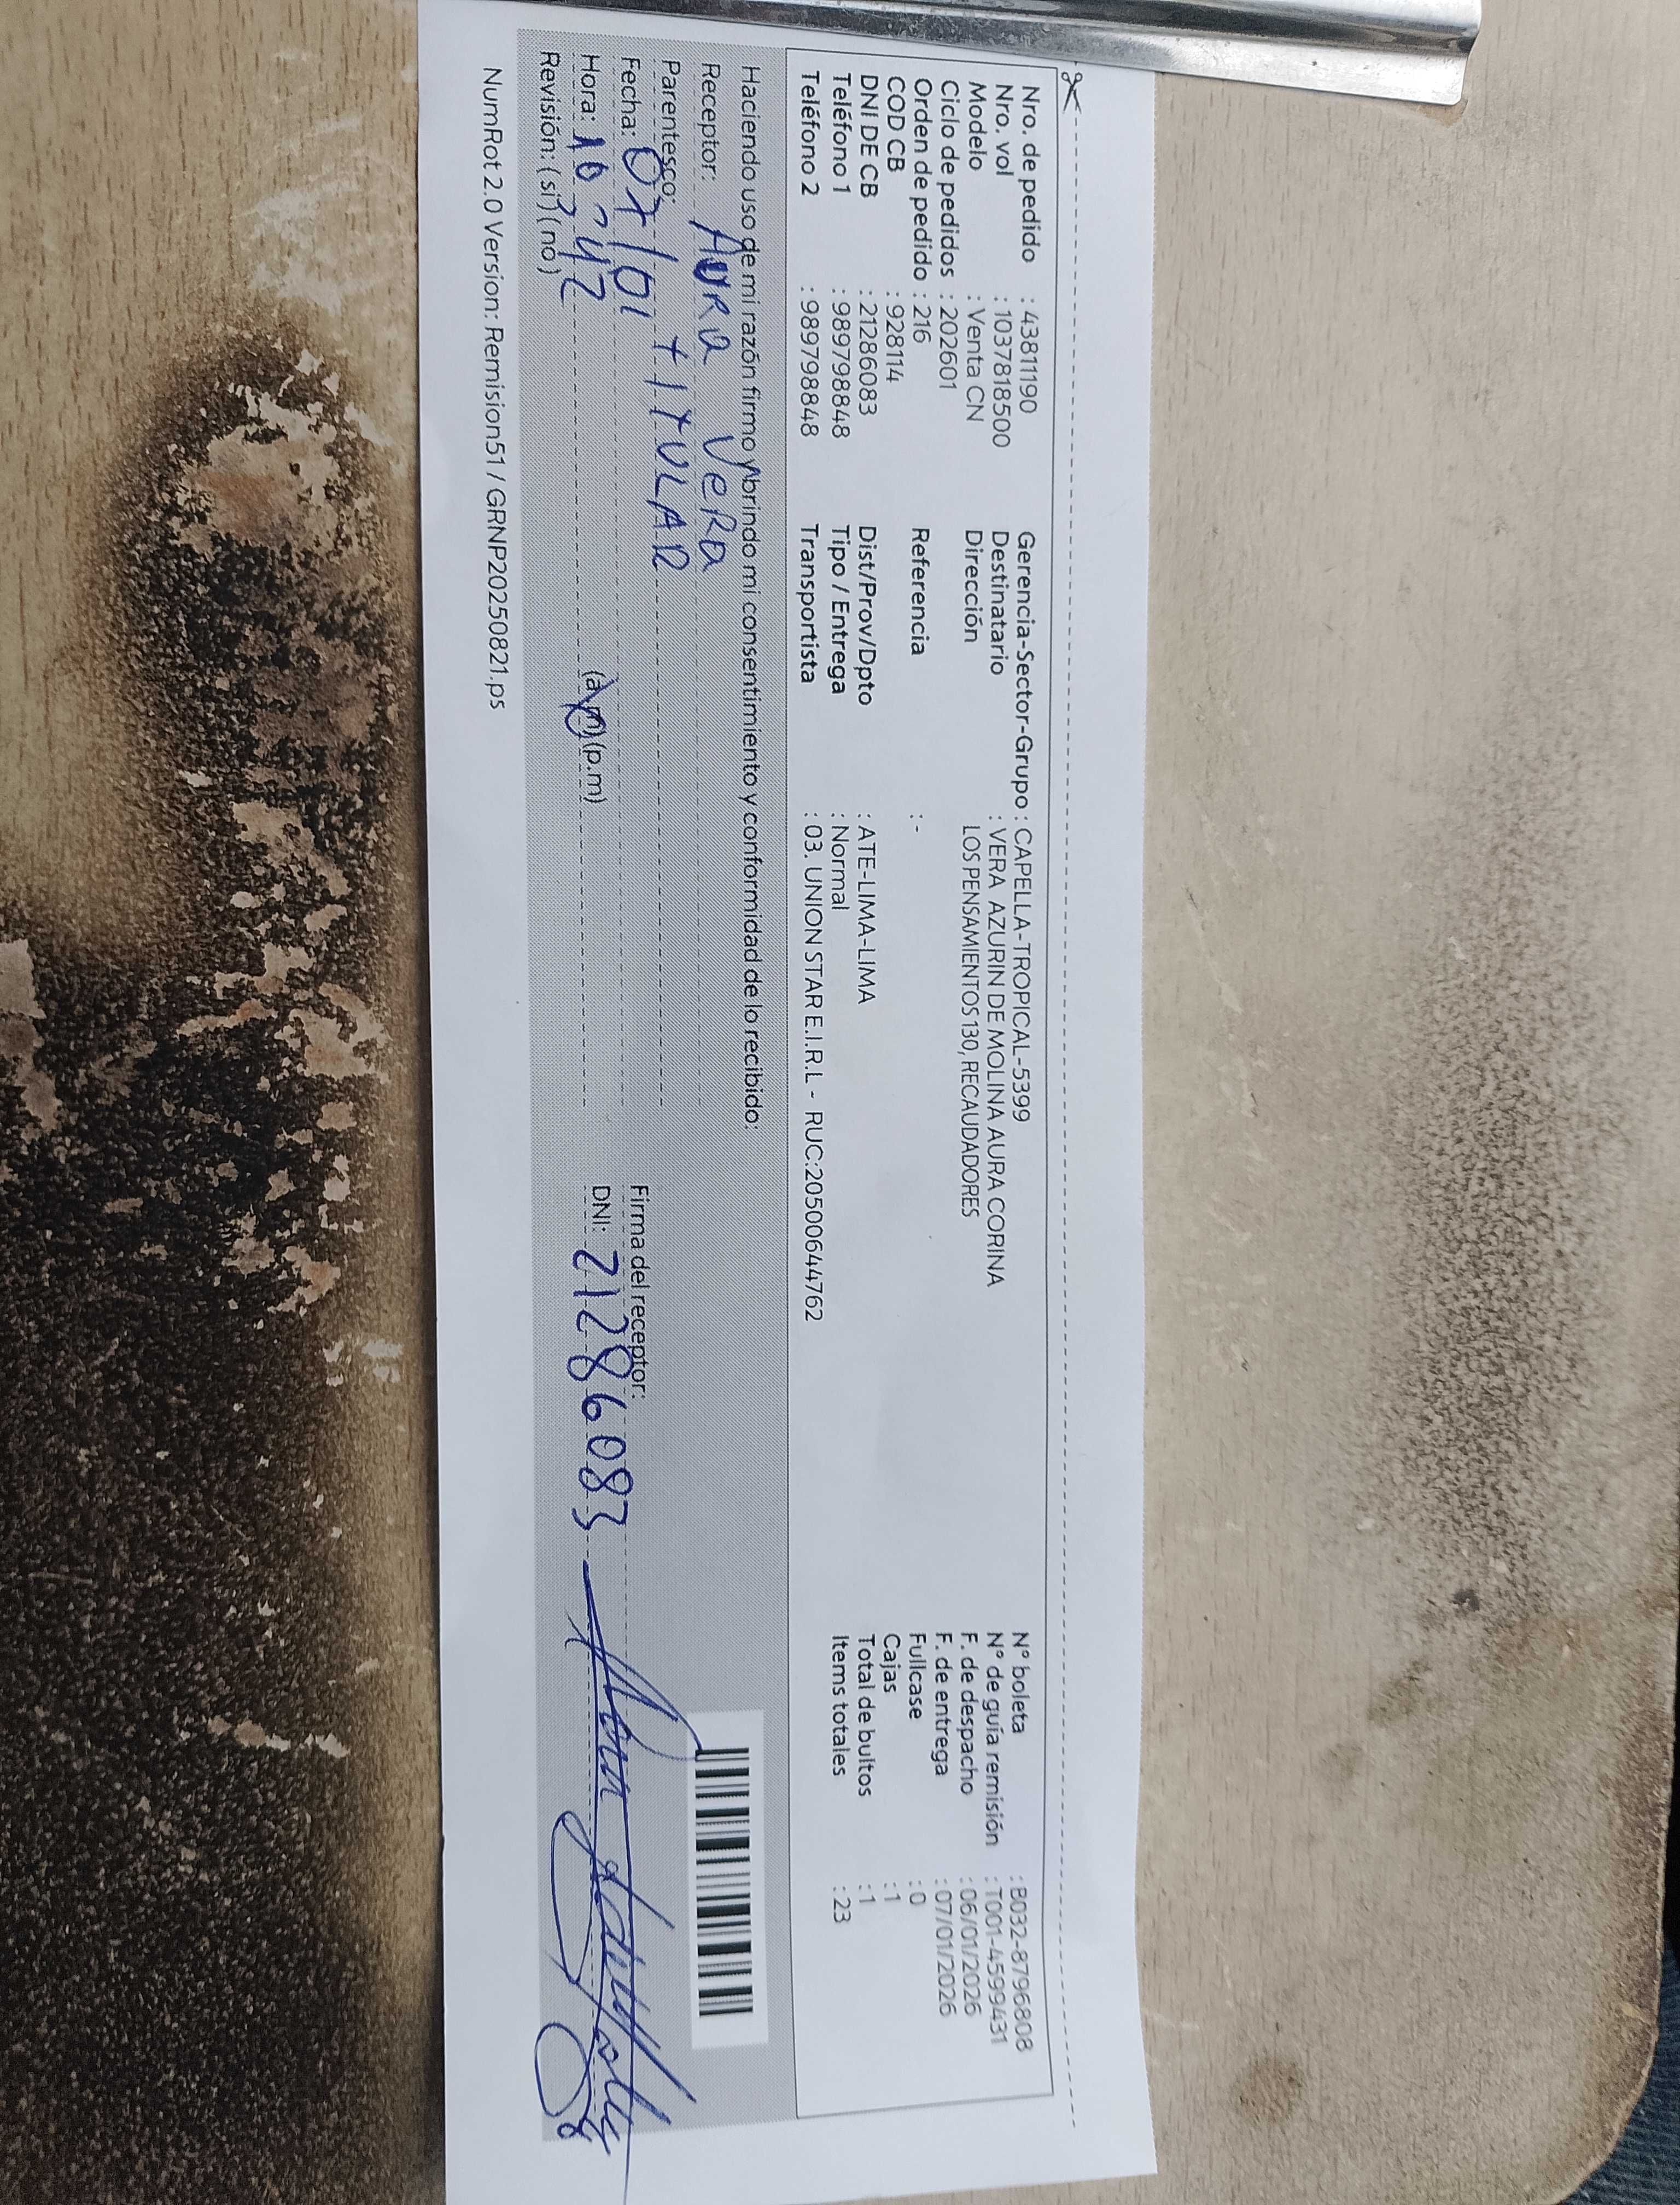 Nro. de pedido : 43811190
Nro. vol : 1037818500
Modelo : Venta CN
Ciclo de pedidos : 202601
Orden de pedido : 216
COD CB : 928114
DNI DE CB : 21286083
Teléfono 1 : 989798848
Teléfono 2 : 989798848
Gerencia-Sector-Grupo : CAPELLA-TROPICAL-5399
Destinatario : VERA AZURIN DE MOLINA AURA CORINA
Dirección LOS PENSAMIENTOS 130, RECAUDADORES
Referencia : -
Dist/Prov/Dpto : ATE-LIMA-LIMA
Tipo / Entrega : Normal
Transportista : 03. UNION STAR E.I.R.L - RUC:20500644762
N° boleta : B032-8796808
N° de guía remisión : T001-4599431
F. de despacho : 06/01/2026
F. de entrega : 07/01/2026
Fullcase : 0
Cajas : 1
Total de bultos : 1
Items totales : 23
Haciendo uso de mi razón firmo y brindo mi consentimiento y conformidad de lo recibido:
Receptor: AURA VERA
Parentesco: TITULAR
Fecha: 07/01
Hora: 10:42 (a.m) (p.m)
Revisión: (si) (no)
Firma del receptor:
DNI: 21286083
NumRot 2.0 Version: Remision51 / GRNP20250821.ps